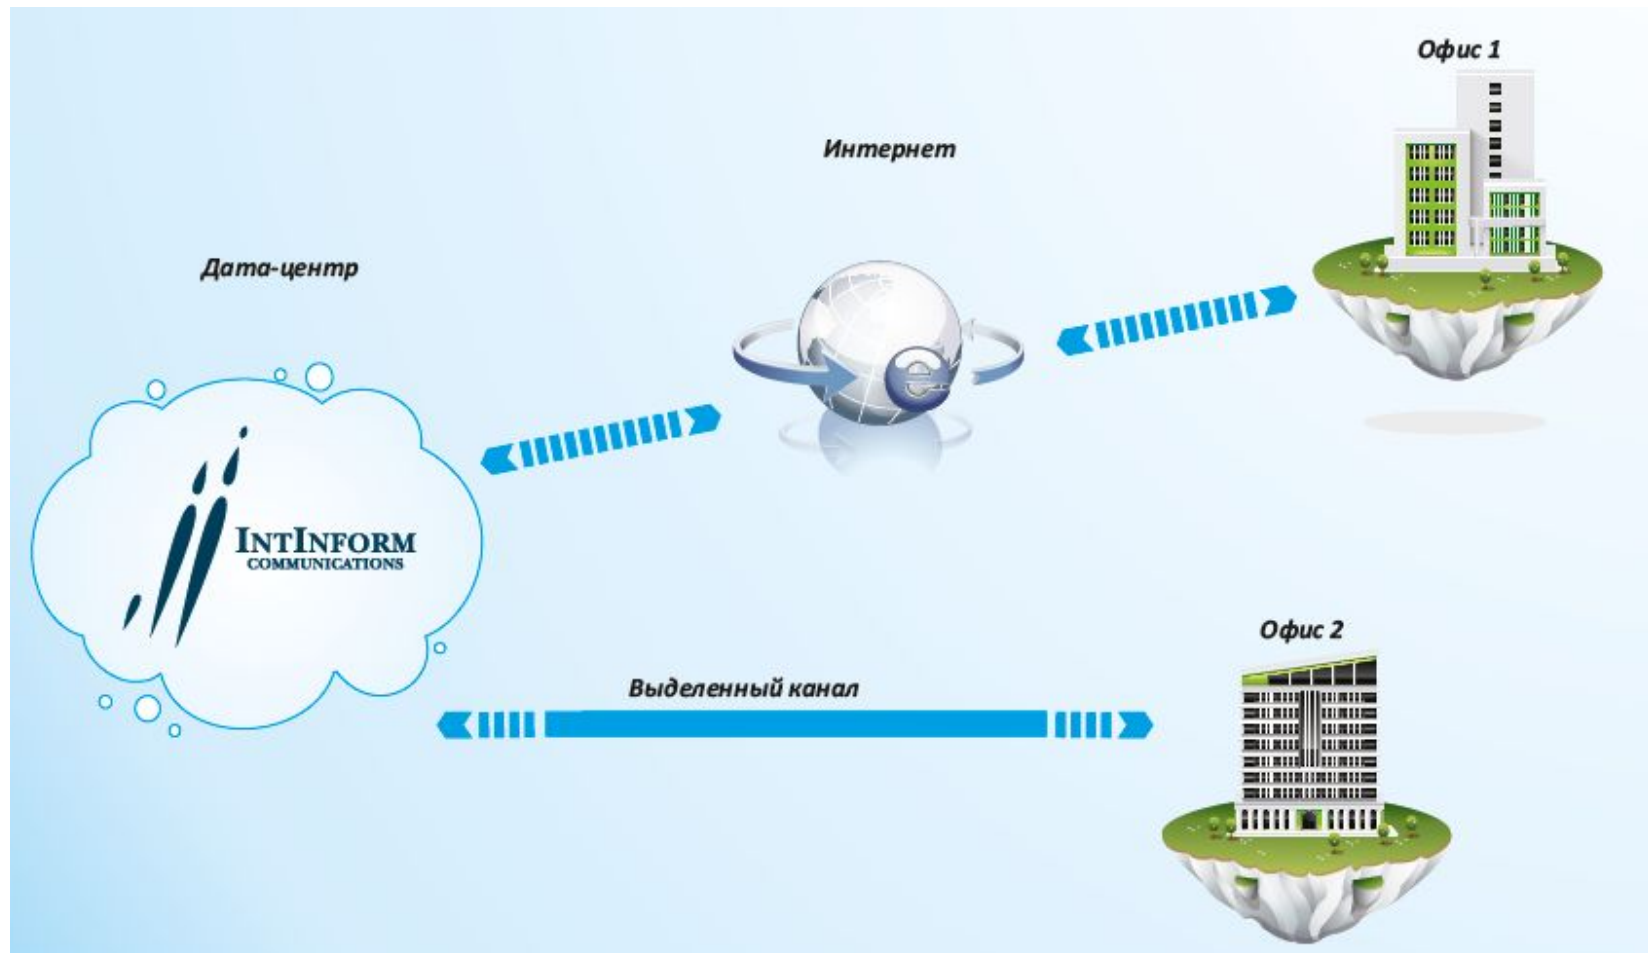 Офис 1
Интернет
Дата-центр
INTINFORM
COMMUNICATIONS
Офис 2
Выделенный канал